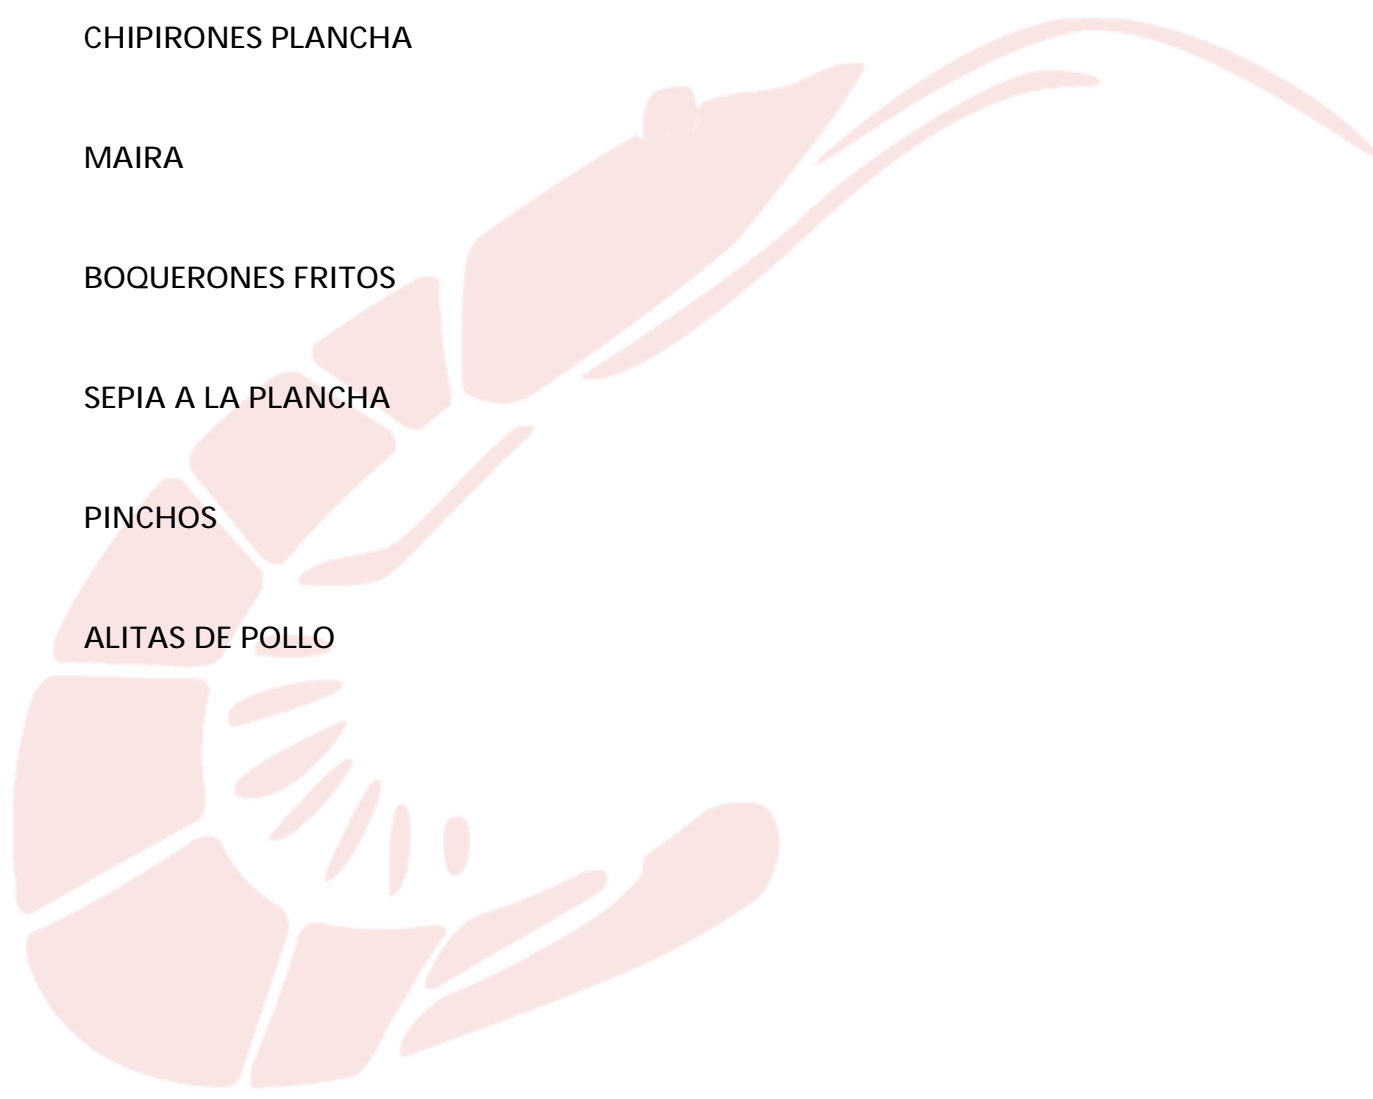 CHIPIRONES PLANCHA
MAIRA
BOQUERONES FRITOS
SEPIA A LA PLANCHA
PINCHOS
ALITAS DE POLLO